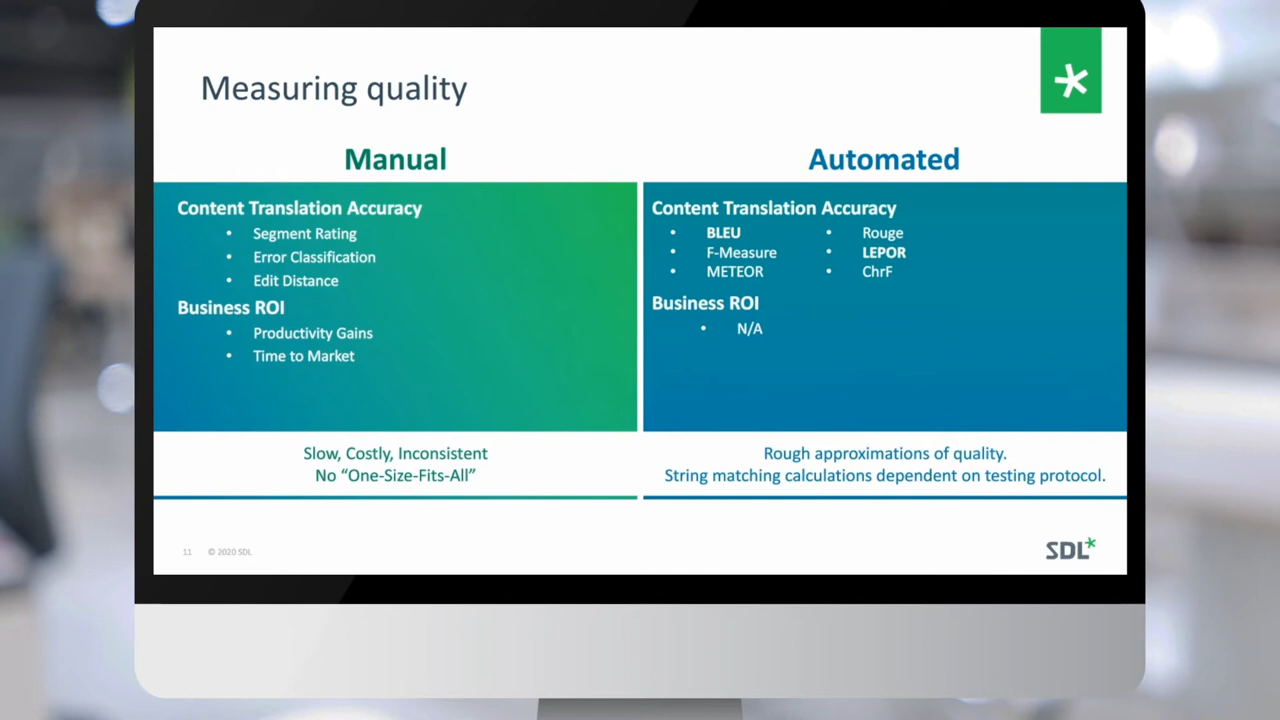 Measuring quality
Manual
Content Translation Accuracy
• Segment Rating
• Error Classification
• Edit Distance
Business ROI
• Productivity Gains
• Time to Market
Slow, Costly, Inconsistent
No “One-Size-Fits-All”
Automated
Content Translation Accuracy
• BLEU
• F-Measure
• METEOR
• Rouge
• LEPOR
• ChrF
Business ROI
• N/A
Rough approximations of quality.
String matching calculations dependent on testing protocol.
11 © 2020 SDL
SDL*